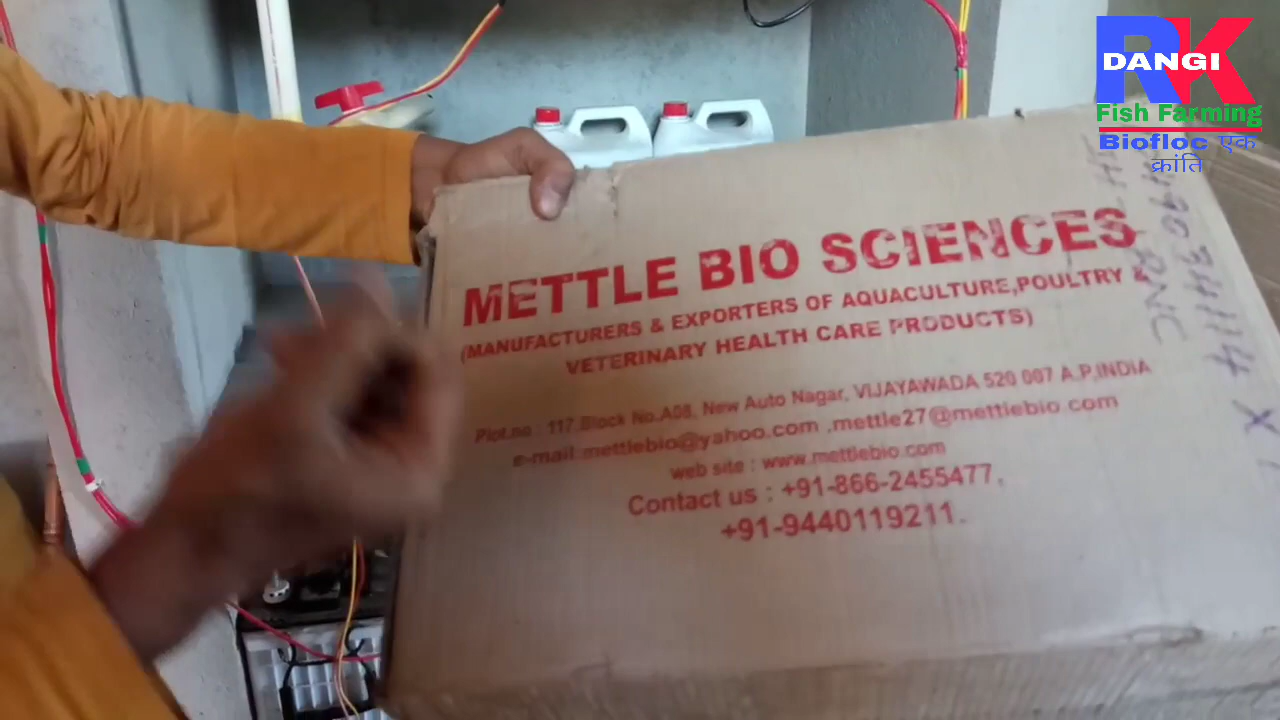 RK
DANGI
Fish Farming
Biofloc एक
क्रांति
METTLE BIO SCIENCES
(MANUFACTURERS & EXPORTERS OF AQUACULTURE,POULTRY &
VETERINARY HEALTH CARE PRODUCTS)
Plot.no : 117,Block No.A08, New Auto Nagar, VIJAYAWADA 520 007 A.P,INDIA
e-mail:mettlebio@yahoo.com ,mettle27@mettlebio.com
web site : www.mettlebio.com
Contact us : +91-866-2455477,
+91-9440119211.